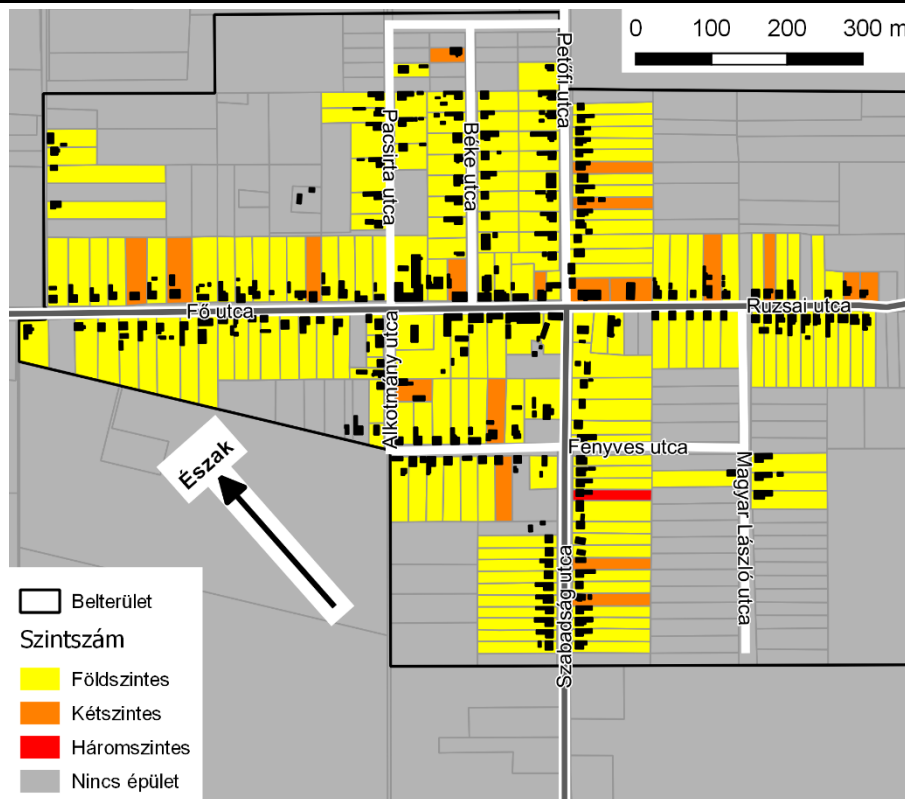 0 100 200 300 m
Petőfi utca
Pacsirta utca
Béke utca
Fő utca
Ruzsai utca
Alkotmány utca
Fenyves utca
Észak
Magyar László utca
Szabadság utca
Belterület
Szintszám
Földszintes
Kétszintes
Háromszintes
Nincs épület